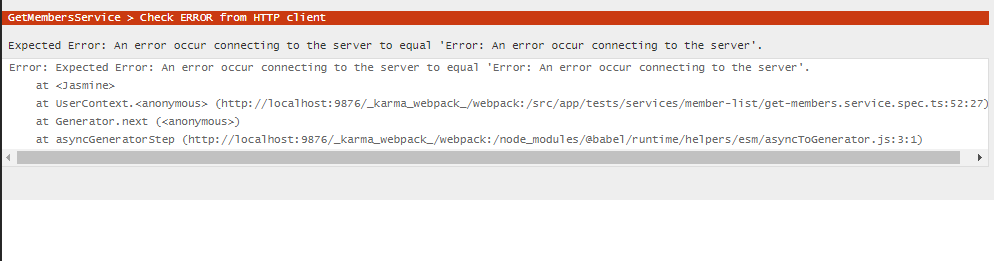 GetMembersService > Check ERROR from HTTP client
Expected Error: An error occur connecting to the server to equal 'Error: An error occur connecting to the server'.
Error: Expected Error: An error occur connecting to the server to equal 'Error: An error occur connecting to the server'.
at <Jasmine>
at UserContext.<anonymous> (http://localhost:9876/_karma_webpack_/webpack:/src/app/tests/services/member-list/get-members.service.spec.ts:52:27)
at Generator.next (<anonymous>)
at asyncGeneratorStep (http://localhost:9876/_karma_webpack_/webpack:/node_modules/@babel/runtime/helpers/esm/asyncToGenerator.js:3:1)